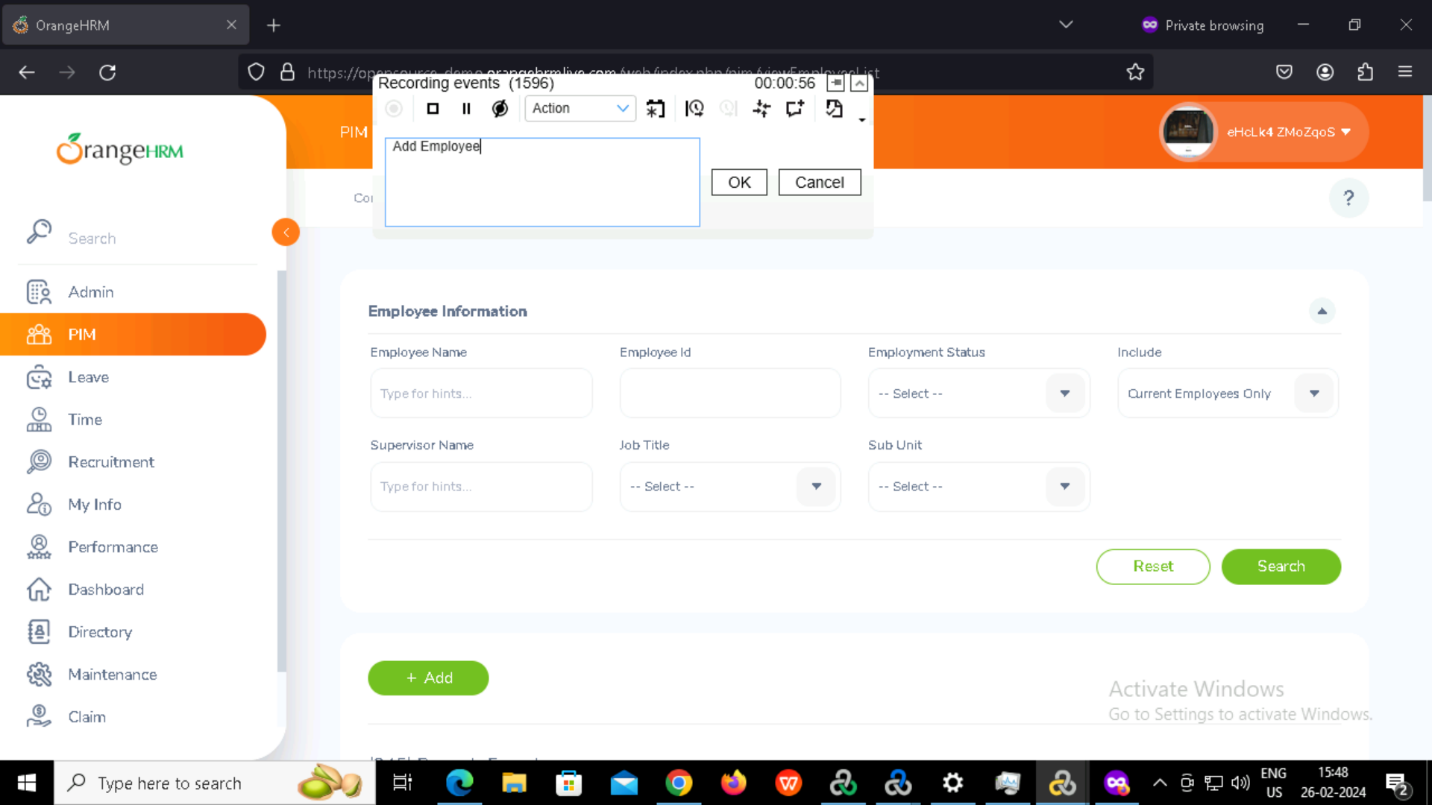 OrangeHRM
Private browsing
Recording events (1596)
00:00:56
Action
Add Employee
OK
Cancel
OrangeHRM
PIM
eHcLk4 ZMoZqoS
?
Search
Admin
PIM
Leave
Time
Recruitment
My Info
Performance
Dashboard
Directory
Maintenance
Claim
Employee Information
Employee Name
Employee Id
Employment Status
Include
Type for hints...
-- Select --
Current Employees Only
Supervisor Name
Job Title
Sub Unit
Type for hints...
-- Select --
-- Select --
Reset
Search
+ Add
Activate Windows
Go to Settings to activate Windows.
Type here to search
ENG
US
15:48
26-02-2024
2